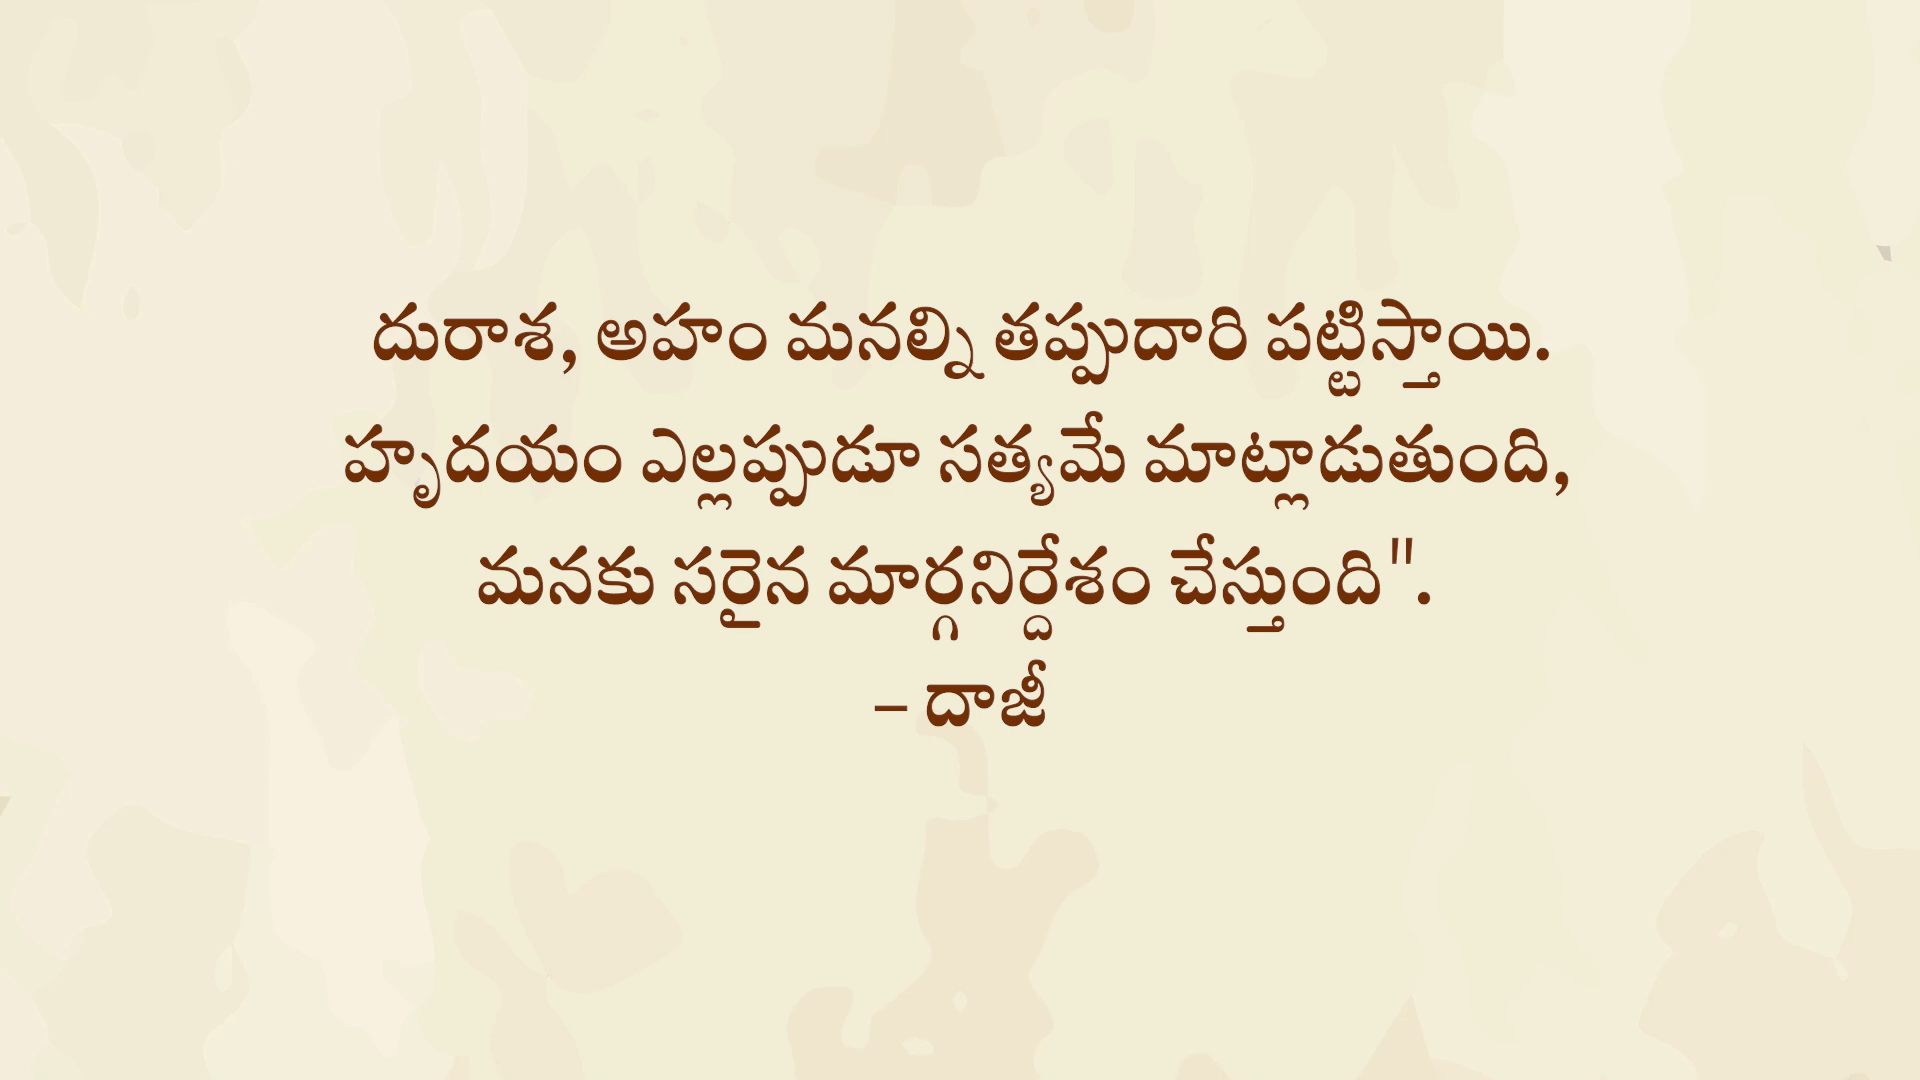 దురాశ, అహం మనల్ని తప్పుదారి పట్టిస్తాయి.
హృదయం ఎల్లప్పుడూ సత్యమే మాట్లాడుతుంది,
మనకు సరైన మార్గనిర్దేశం చేస్తుంది".
– దాజీ